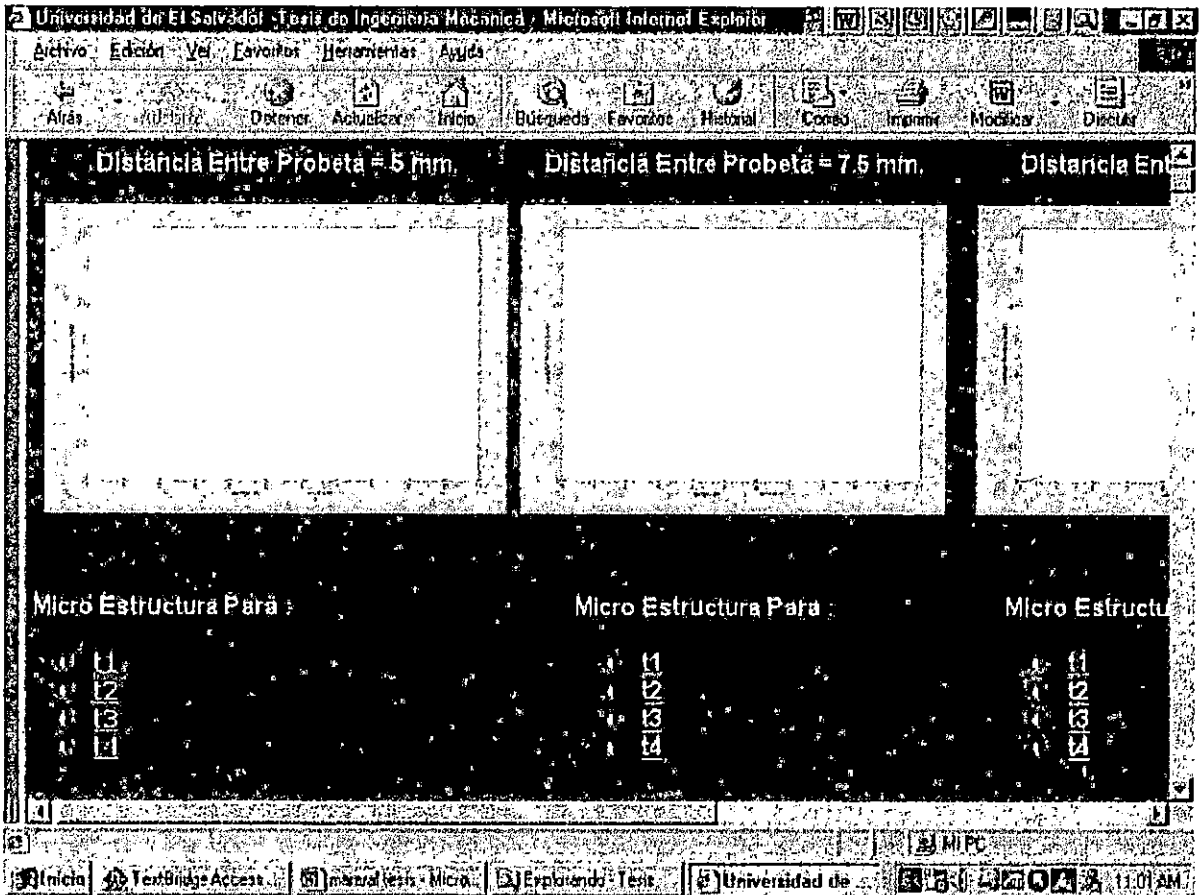 Universidad de El Salvador - Tesis de Ingenieria Mecánica - Microsoft Internet Explorer
Archivo Edición Ver Favoritos Herramientas Ayuda
Atrás Detener Actualizar Inicio Búsqueda Favoritos Historial Correo Imprimir Modificar Discutir
Distancia Entre Probeta = 5 mm. Distancia Entre Probeta = 7.5 mm. Distancia Ent
Micro Estructura Para : Micro Estructura Para : Micro Estructu
t1 t1 t1
t2 t2 t2
t3 t3 t3
t4 t4 t4
Mi PC
Inicio TextBridge Access ... Micro... Explorando - Tesis Universidad de ... 11:01 AM